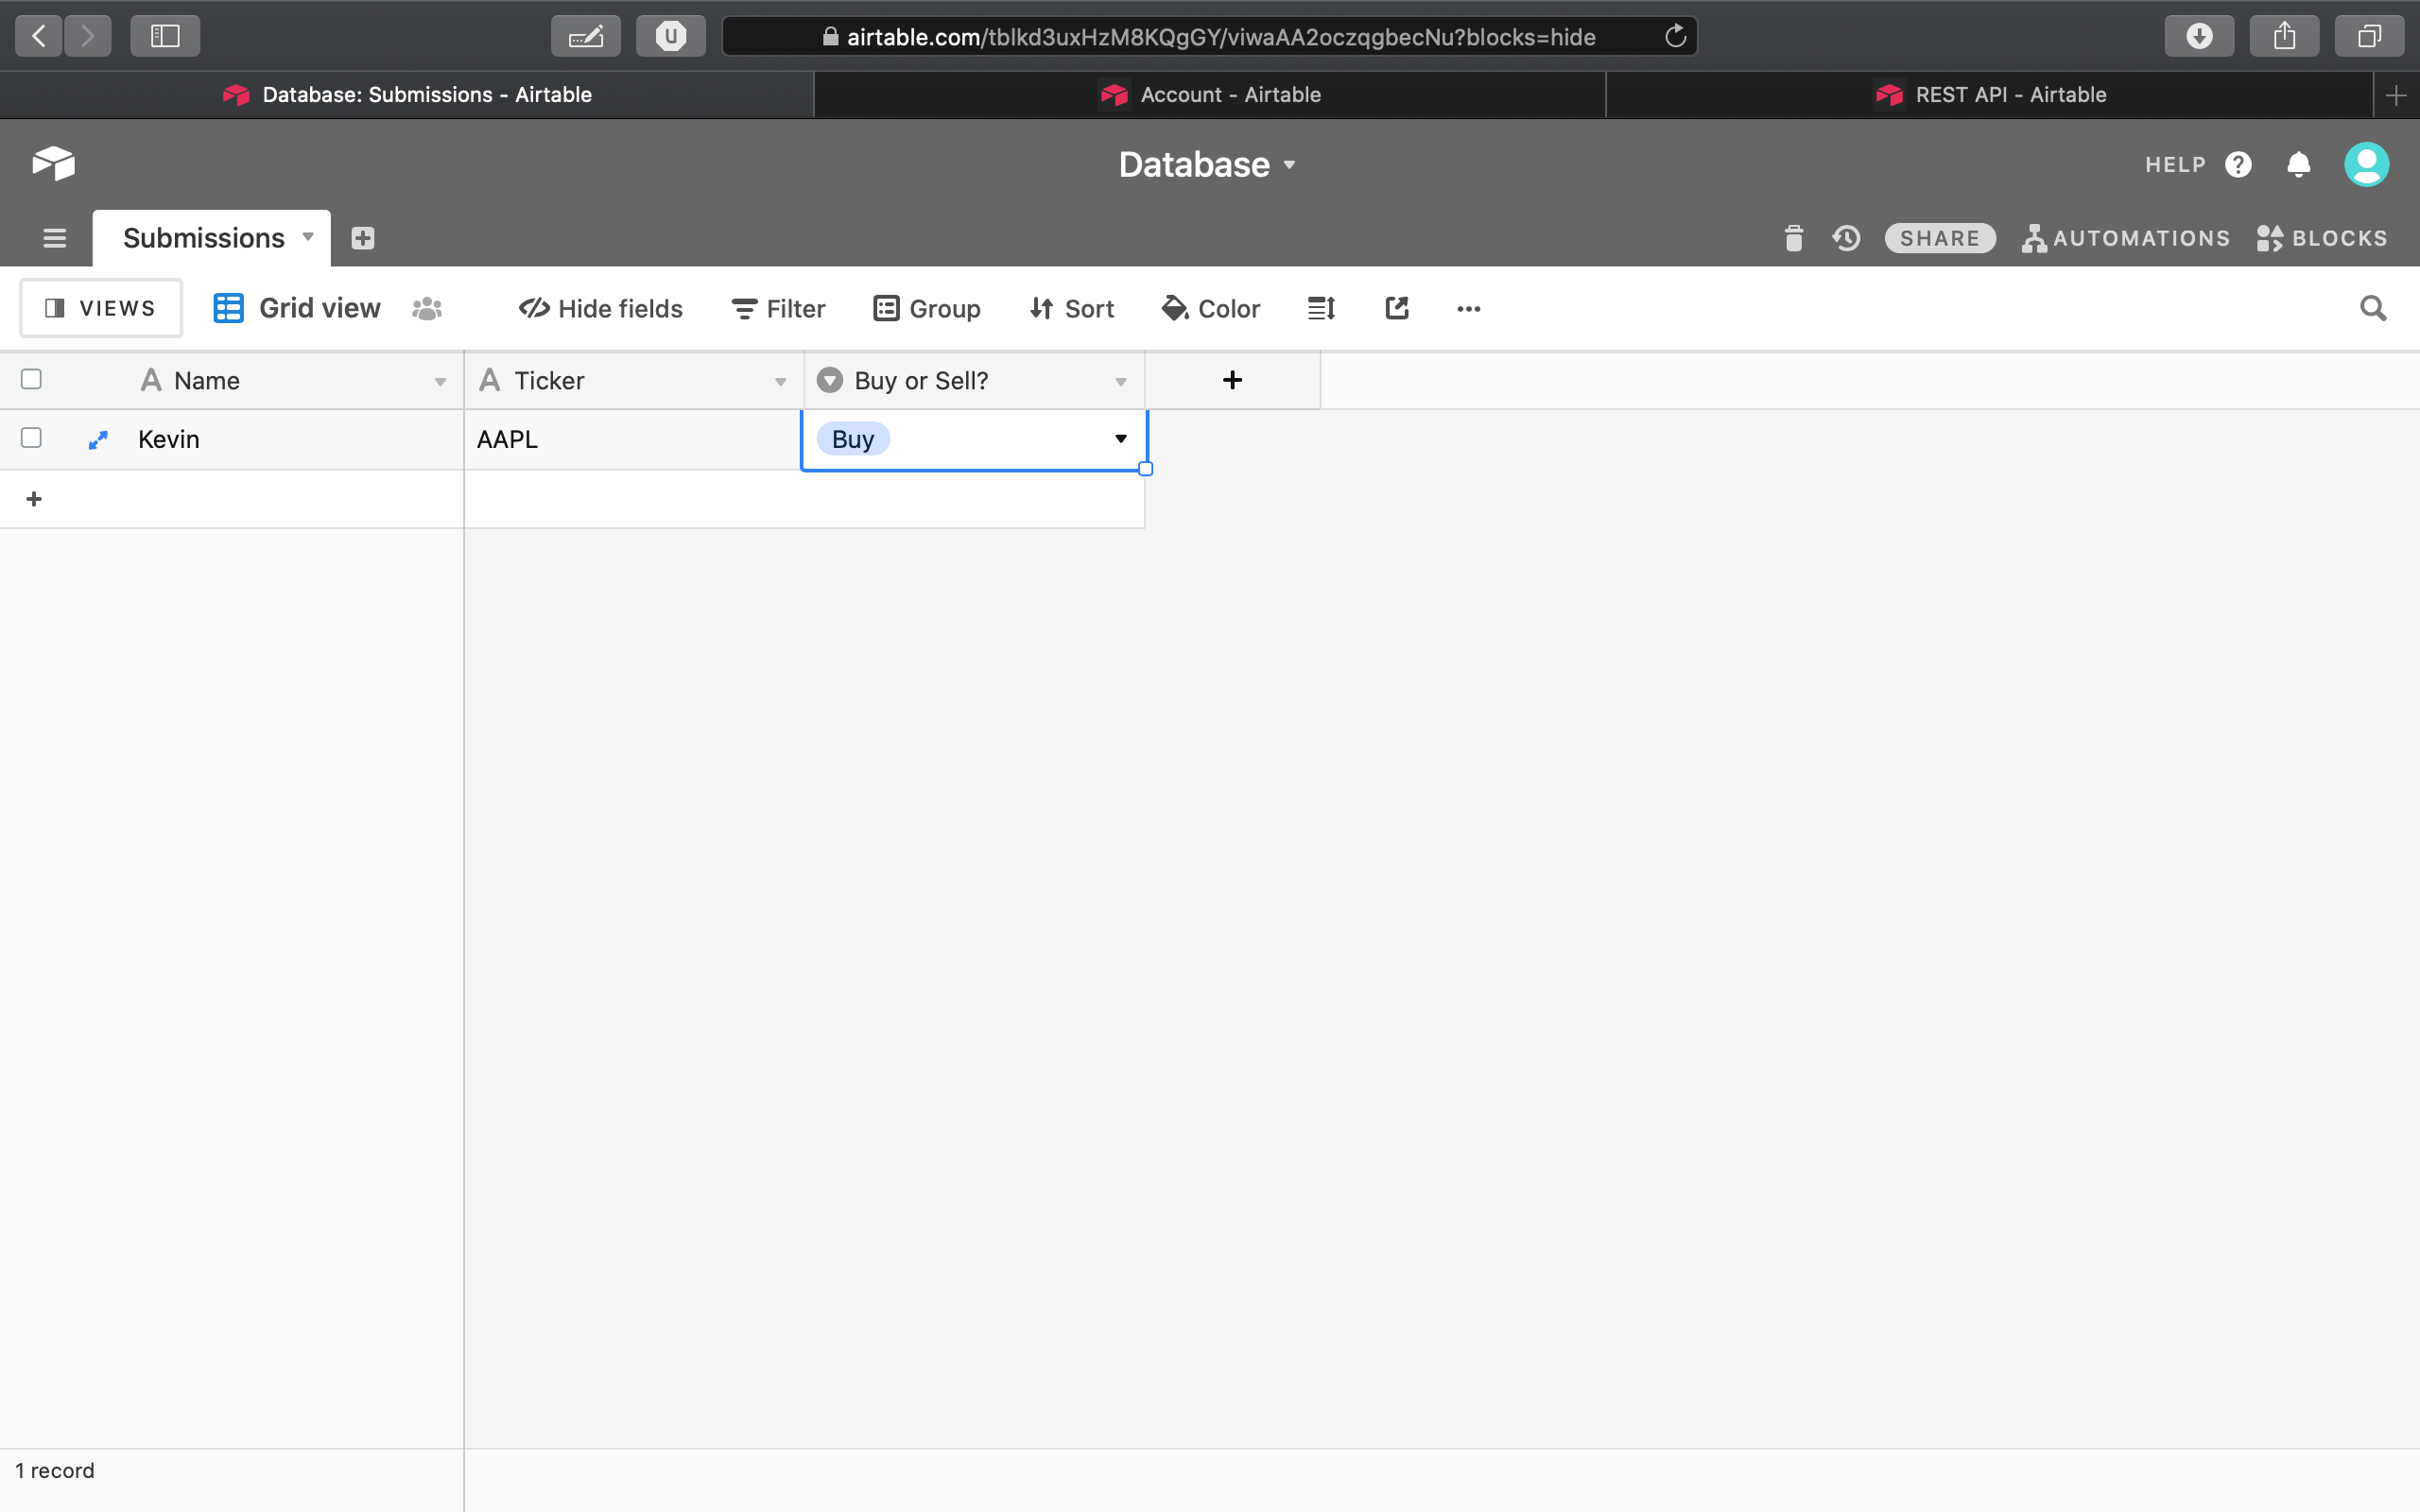 U
airtable.com/tblkd3uxHzM8KQgGY/viwaAA2oczqgbecNu?blocks=hide
Database: Submissions - Airtable
Account - Airtable
REST API - Airtable
Database
HELP
Submissions
SHARE
AUTOMATIONS
BLOCKS
VIEWS
Grid view
Hide fields
Filter
Group
Sort
Color
A Name
A Ticker
Buy or Sell?
Kevin
AAPL
Buy
1 record